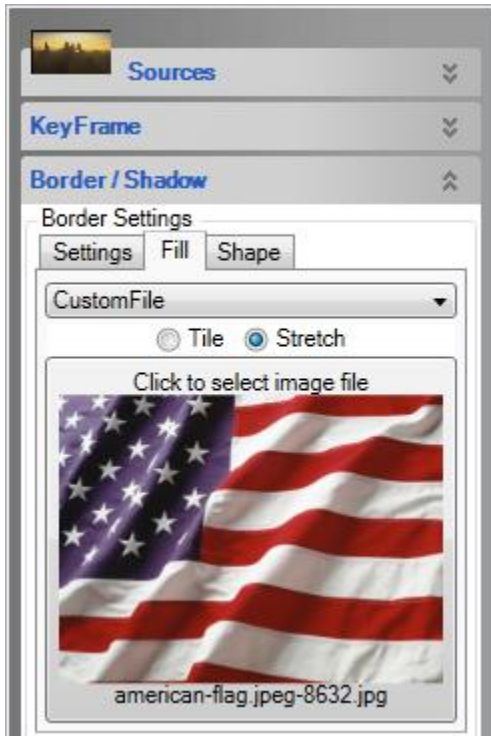 Sources
KeyFrame
Border / Shadow
Border Settings
Settings Fill Shape
CustomFile
Tile Stretch
Click to select image file
american-flag.jpeg-8632.jpg